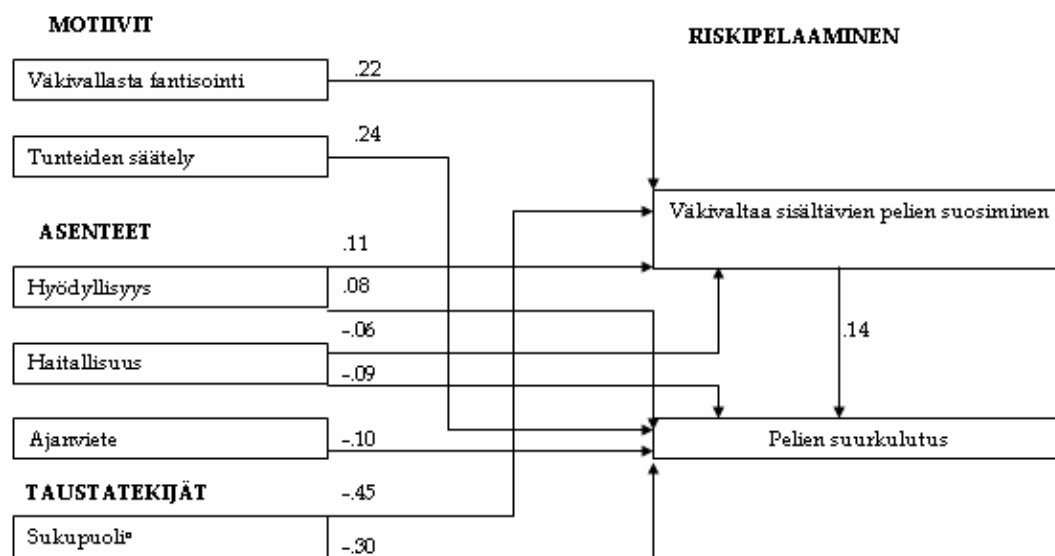 MOTIIVIT
RISKIPELAAMINEN
Väkivallasta fantisointi
.22
Tunteiden säätely
.24
Väkivaltaa sisältävien pelien suosiminen
ASENTEET
.11
Hyödyllisyys
.08
-.06
.14
Haitallisuus
-.09
Ajanviete
-.10
Pelien suurkulutus
TAUSTATEKIJÄT
-.45
Sukupuoliª
-.30